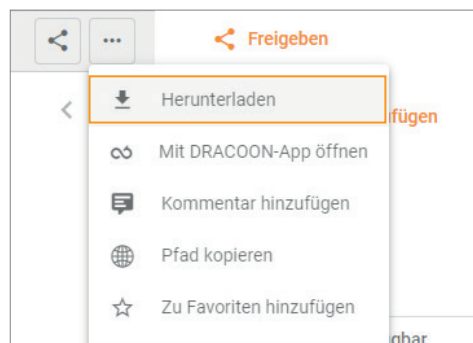 Freigeben
Herunterladen
Mit DRACOON-App öffnen
Kommentar hinzufügen
Pfad kopieren
Zu Favoriten hinzufügen